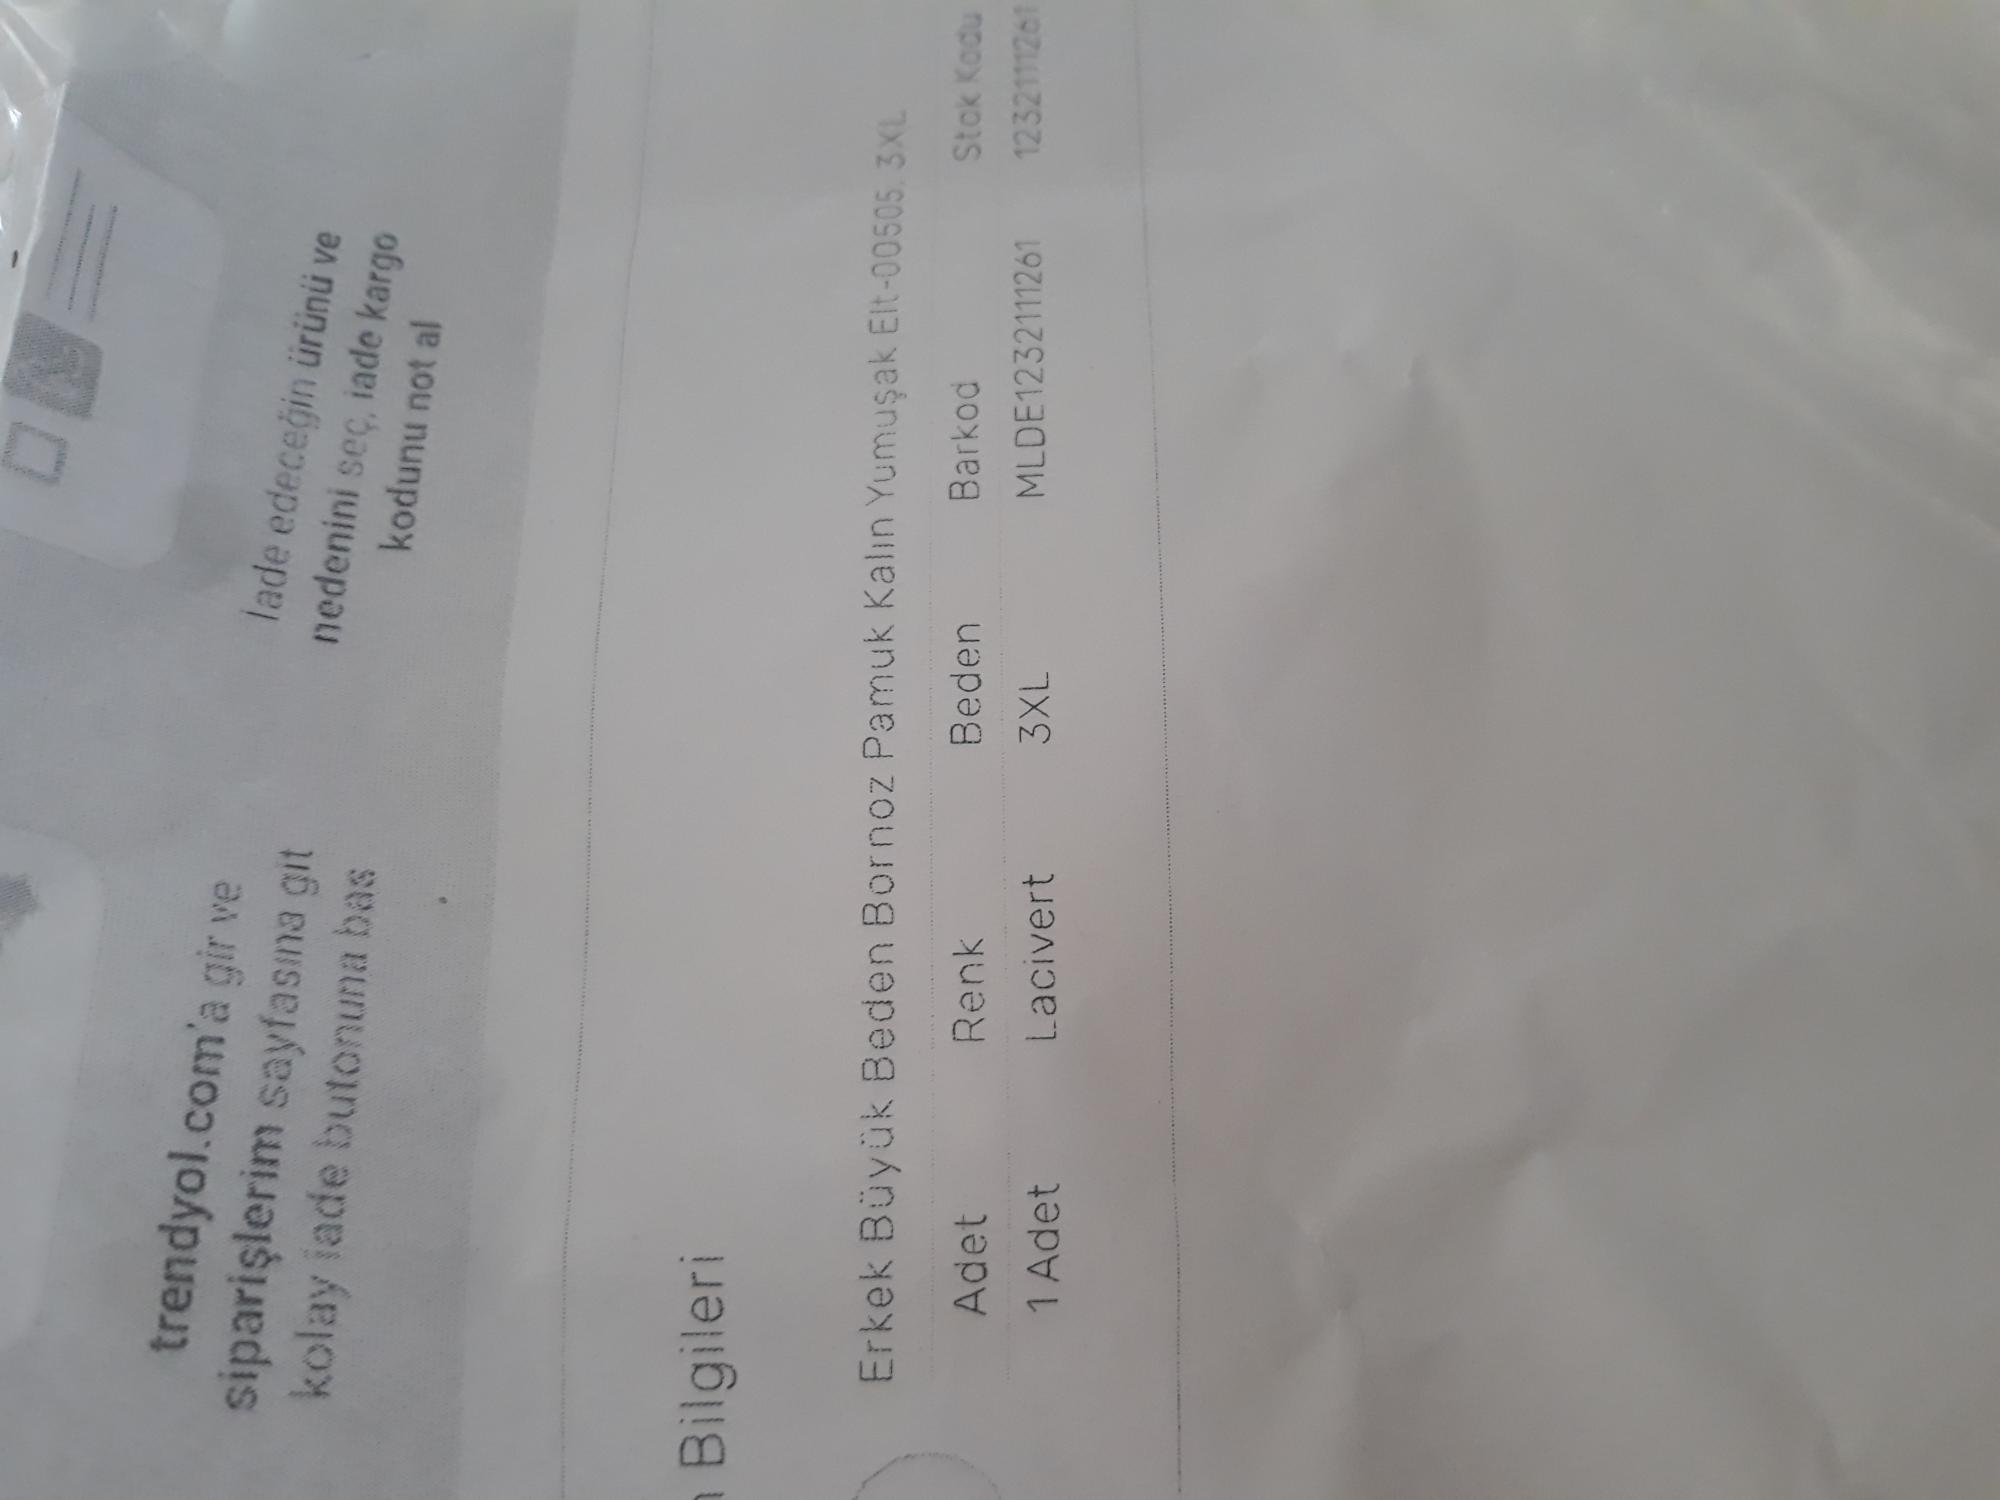 trendyol.com'a gir ve
siparişlerim sayfasına git
kolay iade butonuna bas
İade edeceğin ürünü ve
nedenini seç, iade kargo
kodunu not al
Bilgileri
Erkek Büyük Beden Bornoz Pamuk Kalın Yumuşak Elt-00505, 3XL
Adet Renk Beden Barkod Stok Kodu
1 Adet Lacivert 3XL MLDE1232111261 1232111261